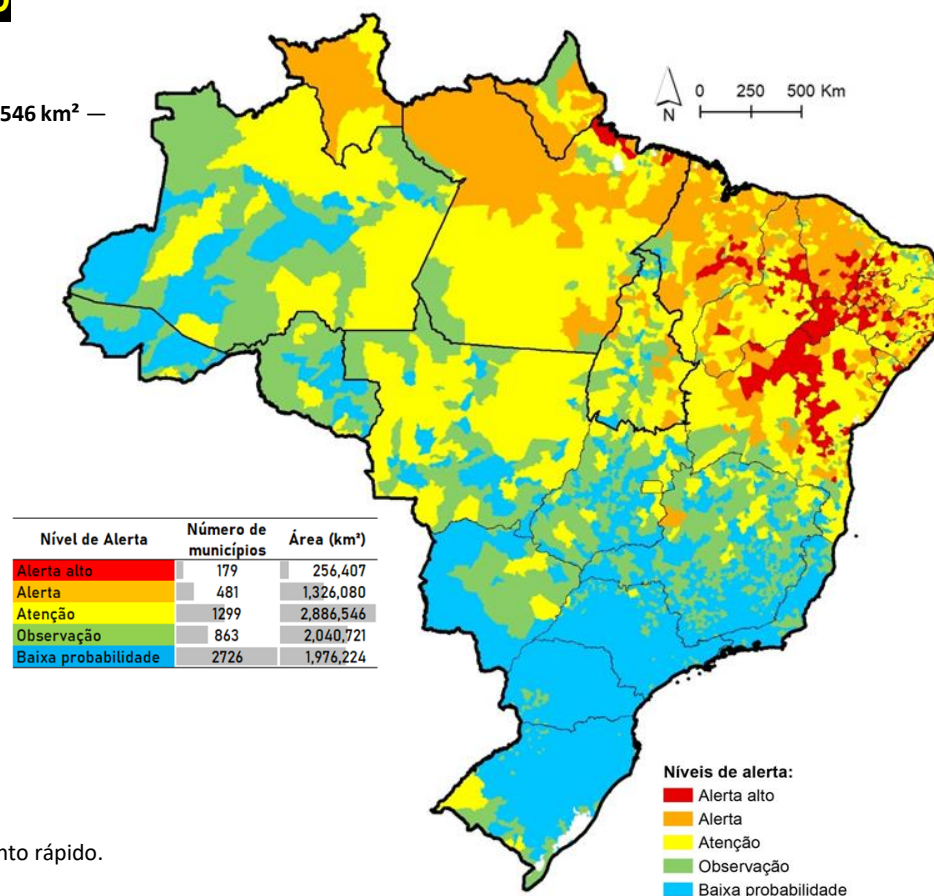 546 km² —
N
0 250 500 Km
Nível de Alerta Número de municípios Área (km²)
Alerta alto 179 256,407
Alerta 481 1,326,080
Atenção 1299 2,886,546
Observação 863 2,040,721
Baixa probabilidade 2726 1,976,224
Níveis de alerta:
Alerta alto
Alerta
Atenção
Observação
Baixa probabilidade
nto rápido.